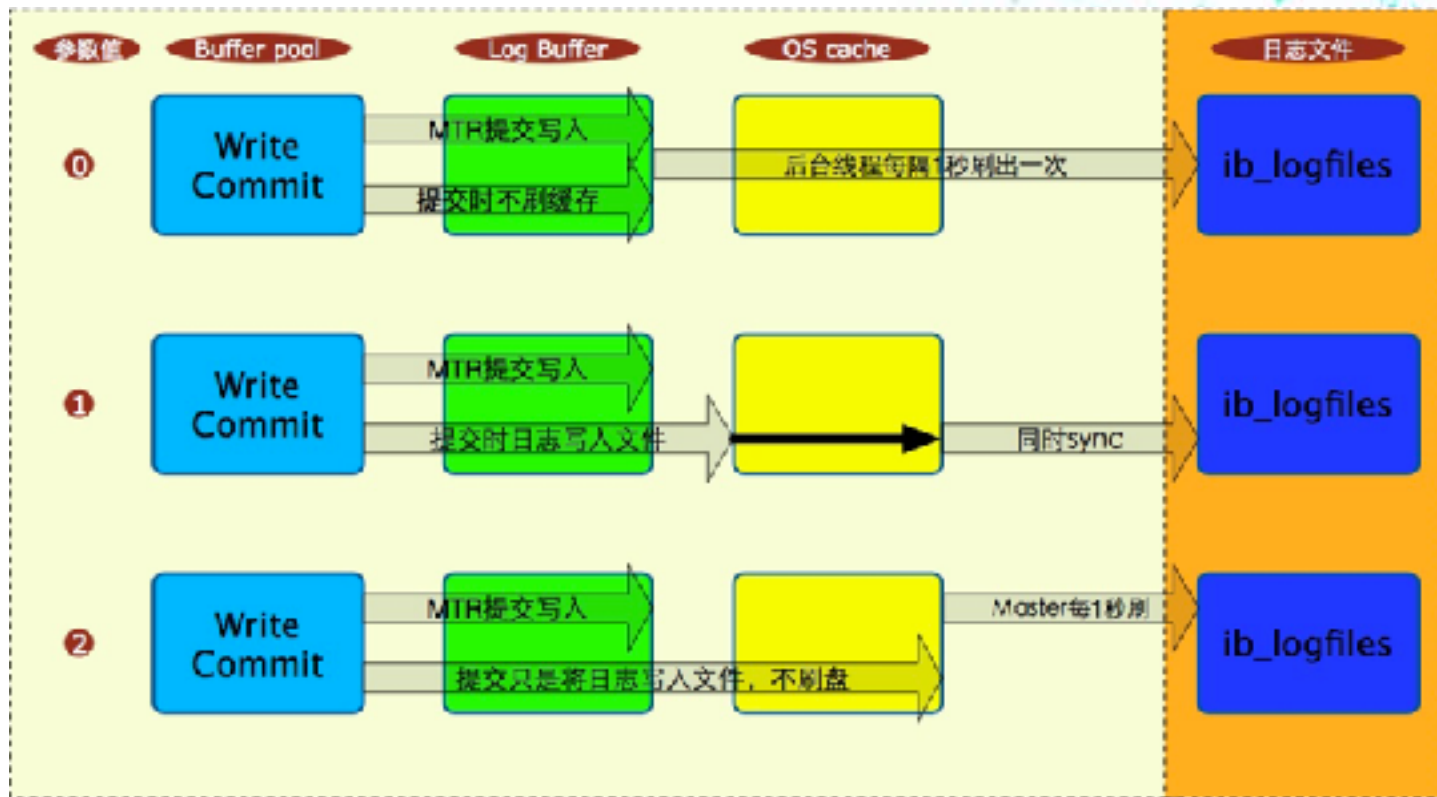 参数值 Buffer pool Log Buffer OS cache 日志文件
0
Write
Commit
MTR提交写入
提交时不刷缓存
后台线程每隔1秒刷出一次
ib_logfiles
1
Write
Commit
MTR提交写入
提交时日志写入文件
同时sync
ib_logfiles
2
Write
Commit
MTR提交写入
提交只是将日志写入文件，不刷盘
Master每1秒刷
ib_logfiles